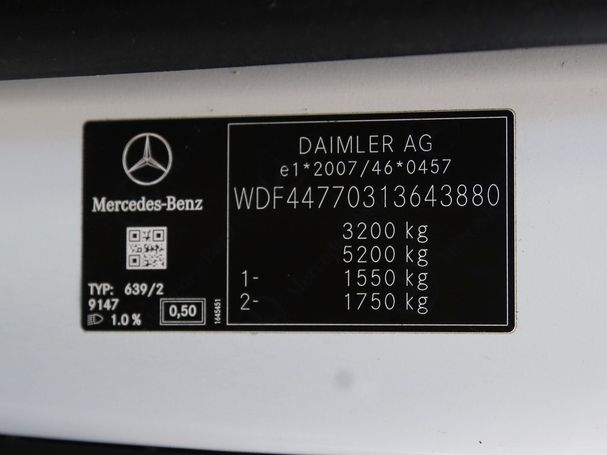 Mercedes-Benz
TYP: 639/2
9147
1.0 %
0,50
1645451
DAIMLER AG
e1*2007/46*0457
WDF44770313643880
3200 kg
5200 kg
1- 1550 kg
2- 1750 kg